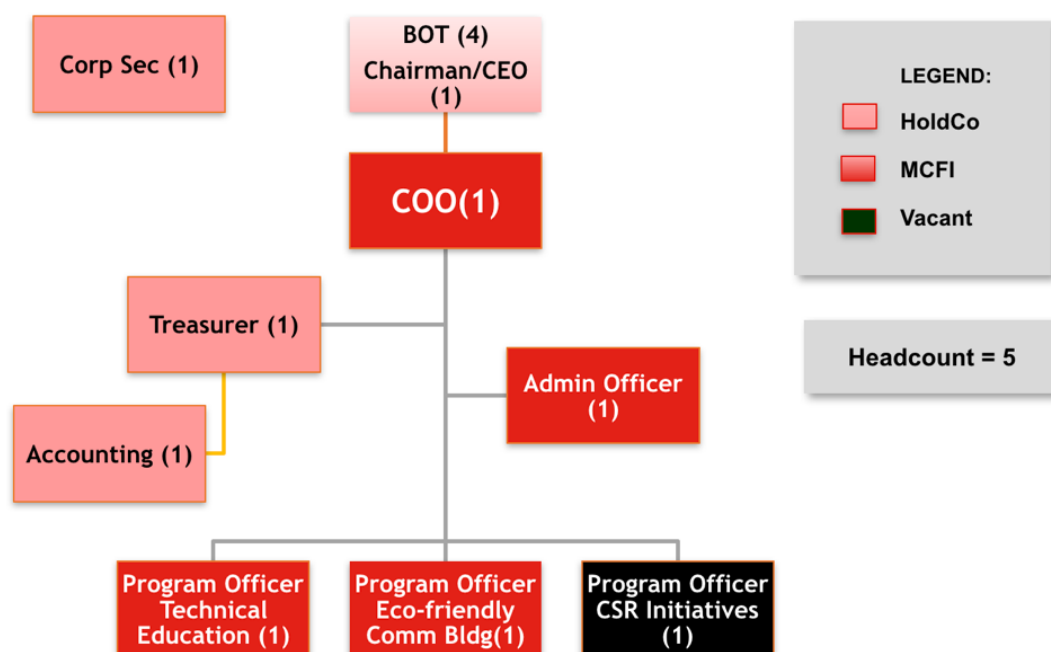 Corp Sec (1)
BOT (4)
Chairman/CEO
(1)
LEGEND:
HoldCo
MCFI
Vacant
COO(1)
Treasurer (1)
Headcount = 5
Admin Officer
(1)
Accounting (1)
Program Officer
Technical
Education (1)
Program Officer
Eco-friendly
Comm Bldg(1)
Program Officer
CSR Initiatives
(1)